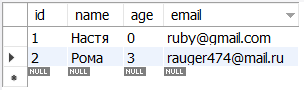 id name age email
1 Настя 0 ruby@gmail.com
2 Рома 3 rauger474@mail.ru
NULL NULL NULL NULL